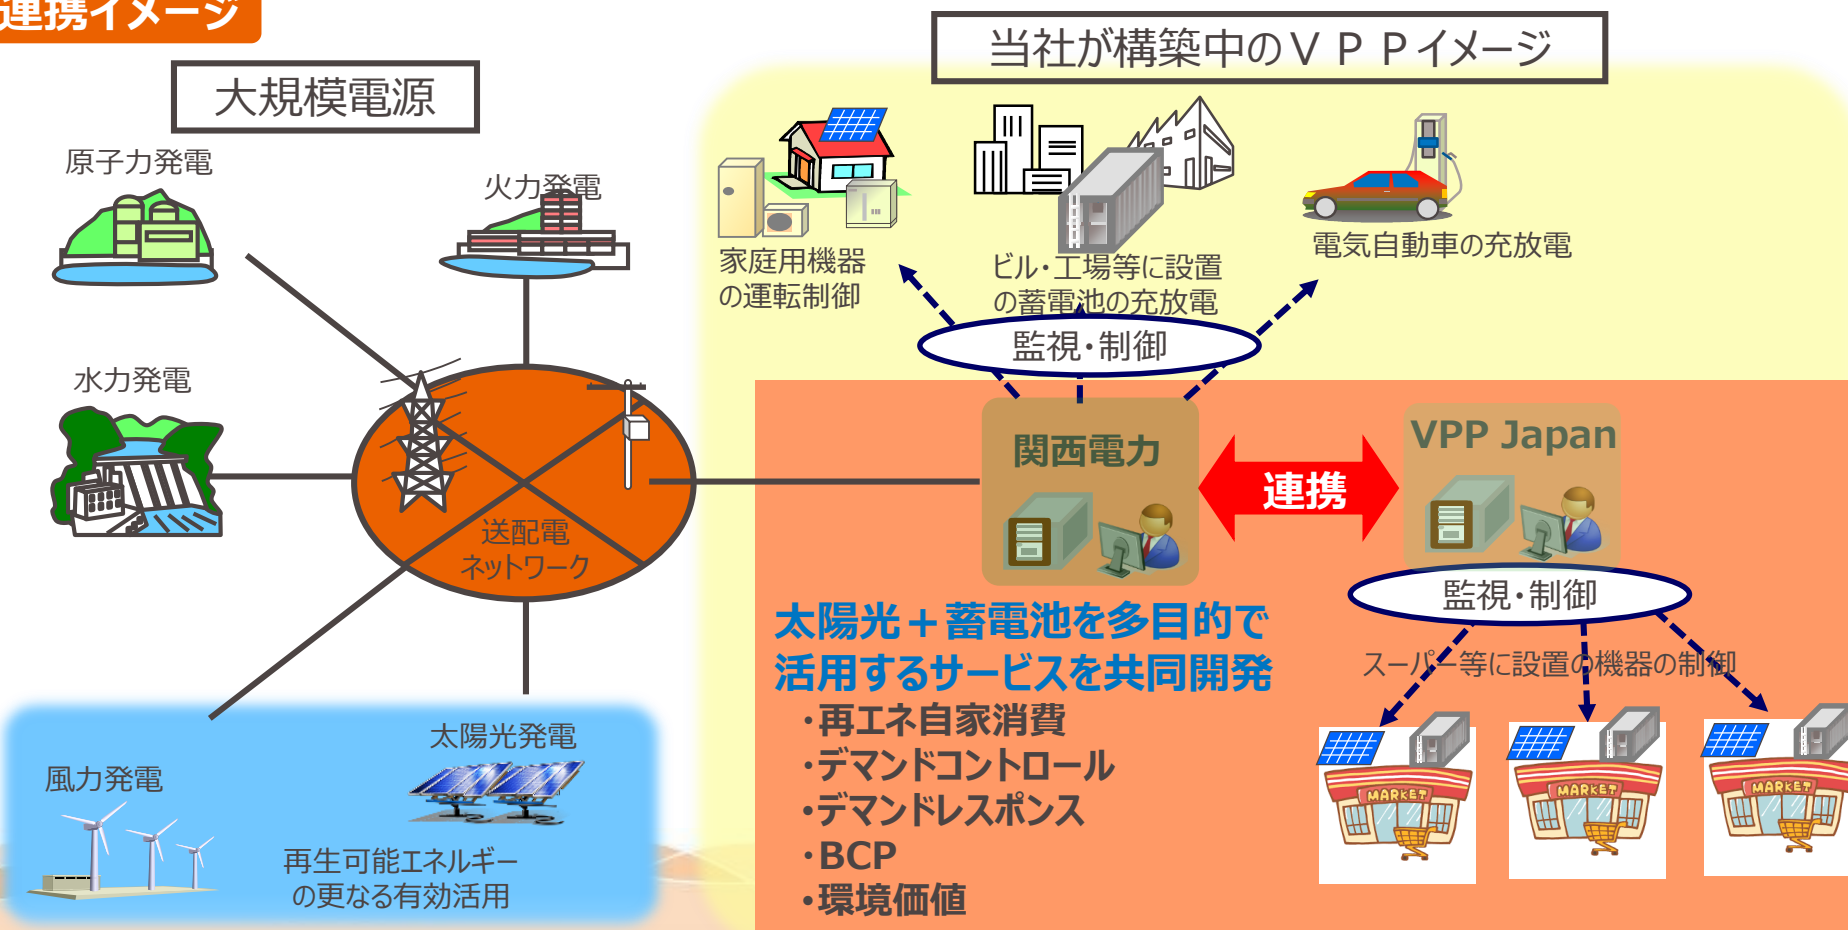 連携イメージ
大規模電源
原子力発電
火力発電
水力発電
送配電
ネットワーク
太陽光発電
風力発電
再生可能エネルギー
の更なる有効活用
当社が構築中のＶＰＰイメージ
家庭用機器
の運転制御
ビル・工場等に設置
の蓄電池の充放電
電気自動車の充放電
監視・制御
関西電力
連携
VPP Japan
監視・制御
スーパー等に設置の機器の制御
太陽光＋蓄電池を多目的で
活用するサービスを共同開発
・再エネ自家消費
・デマンドコントロール
・デマンドレスポンス
・BCP
・環境価値
MARKET
MARKET
MARKET